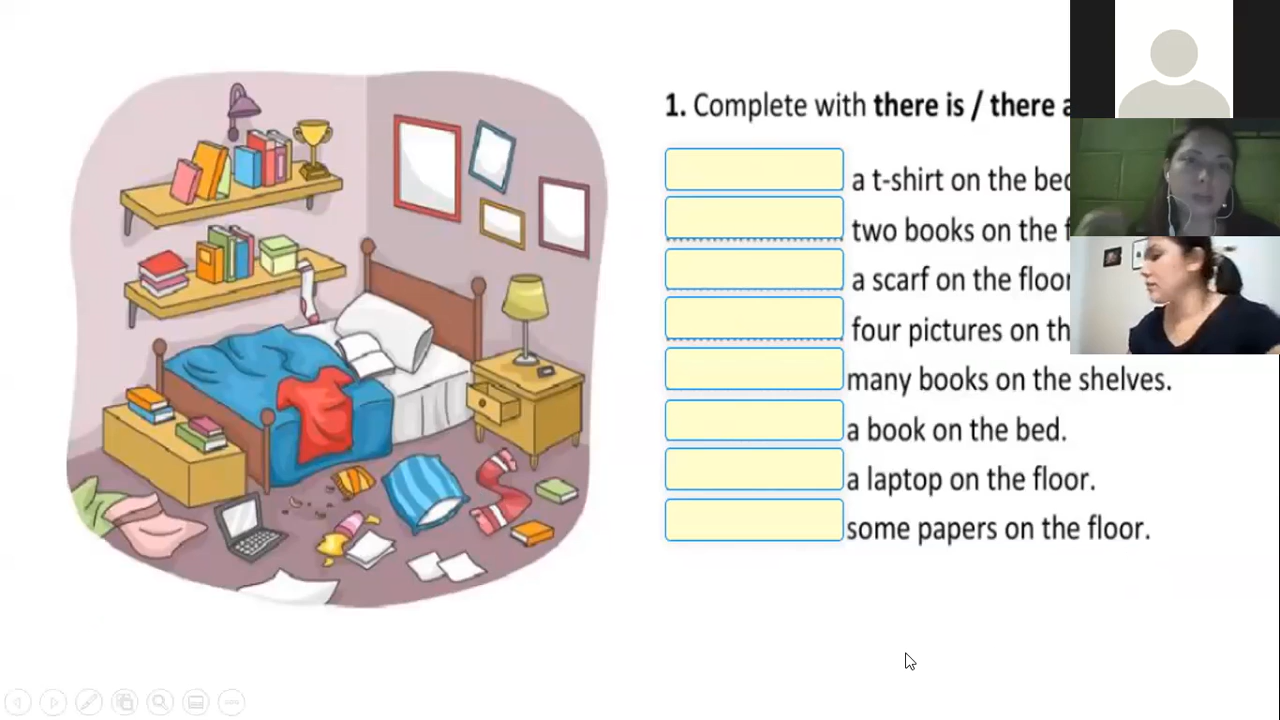 1. Complete with there is / there a
a t-shirt on the bed
two books on the f
a scarf on the floor
four pictures on th
many books on the shelves.
a book on the bed.
a laptop on the floor.
some papers on the floor.